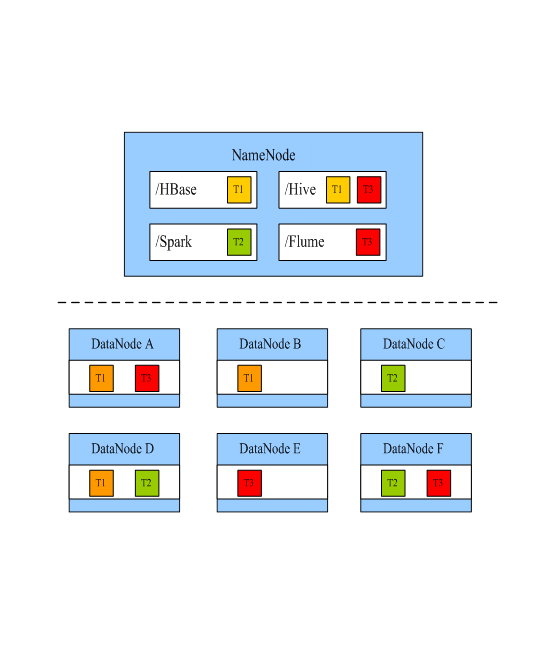 NameNode
/HBase T1 /Hive T1 T3
/Spark T2 /Flume T3
DataNode A DataNode B DataNode C
T1 T3 T1 T2
DataNode D DataNode E DataNode F
T1 T2 T3 T2 T3